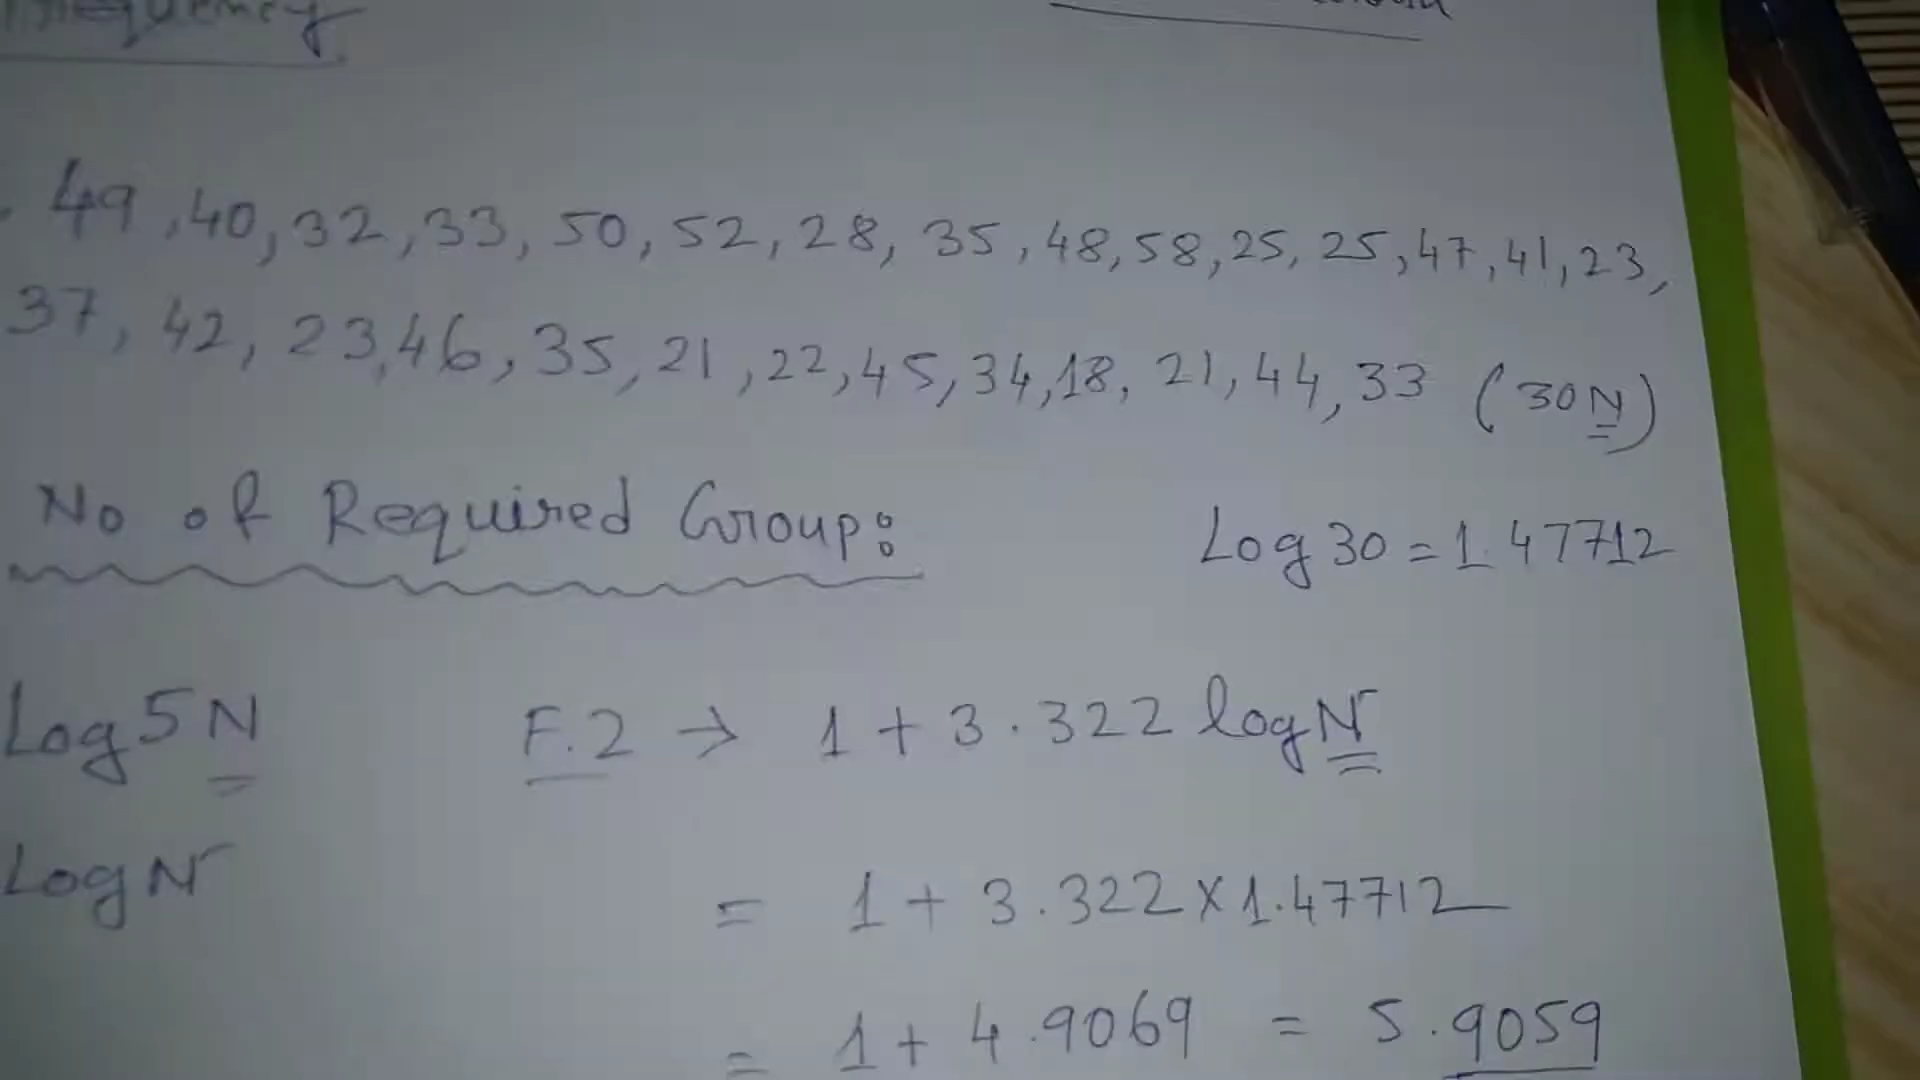 49, 40, 32, 33, 50, 52, 28, 35, 48, 58, 25, 25, 47, 41, 23,
37, 42, 23, 46, 35, 21, 22, 45, 34, 18, 21, 44, 33 (30N)
No of Required Group:
Log 30 = 1.47712
Log 5N F.2 → 1 + 3.322 log N
Log N
= 1 + 3.322 × 1.47712
= 1 + 4.9069 = 5.9059